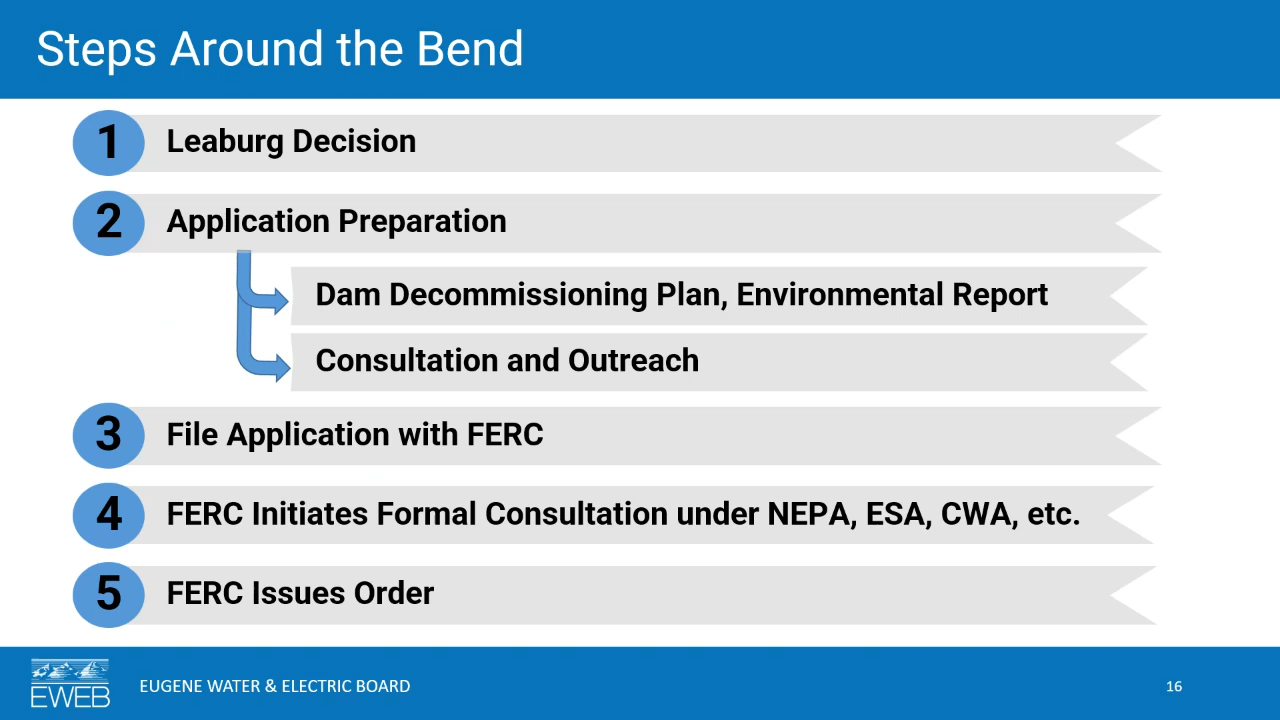 Steps Around the Bend
1 Leaburg Decision
2 Application Preparation
Dam Decommissioning Plan, Environmental Report
Consultation and Outreach
3 File Application with FERC
4 FERC Initiates Formal Consultation under NEPA, ESA, CWA, etc.
5 FERC Issues Order
EWEB EUGENE WATER & ELECTRIC BOARD 16